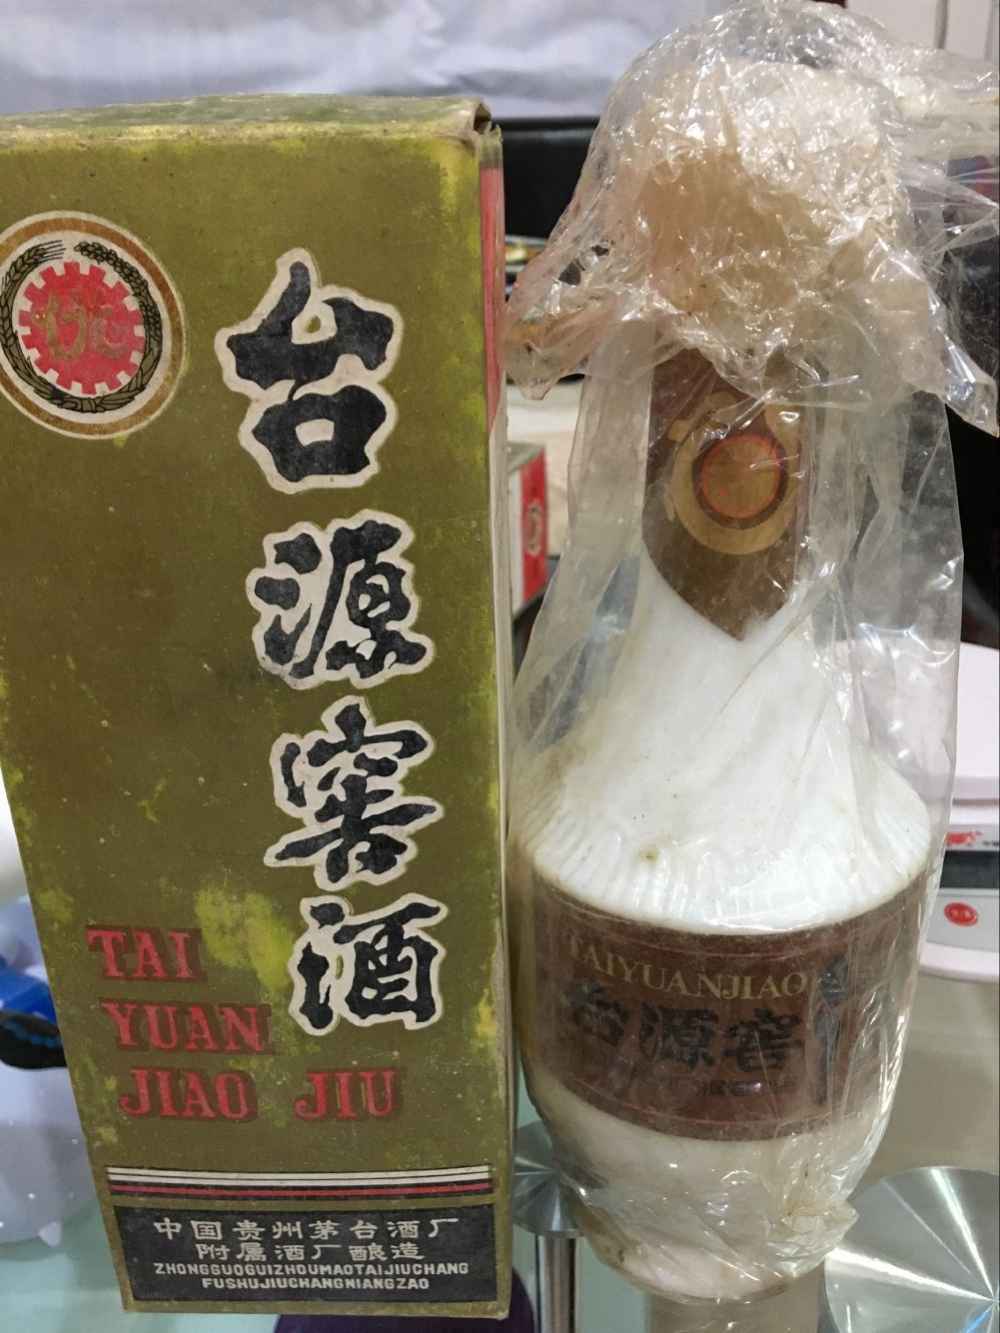 台源窖酒
TAI
YUAN
JIAO JIU
中国贵州茅台酒厂
附属酒厂酿造
ZHONGGUOGUIZHOUMAOTAIJIUCHANG
FUSHUJIUCHANGNIANGZAO
TAIYUANJIAO
台源窖